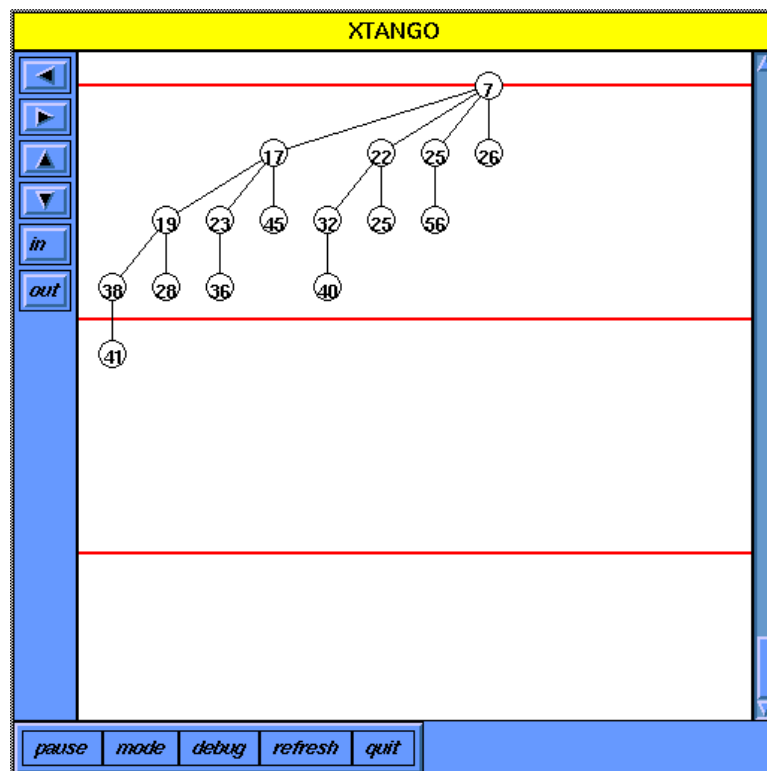 XTANGO
7
17 22 25 26
19 23 45 32 25 56
in
38 28 36 40
out
41
pause mode debug refresh quit